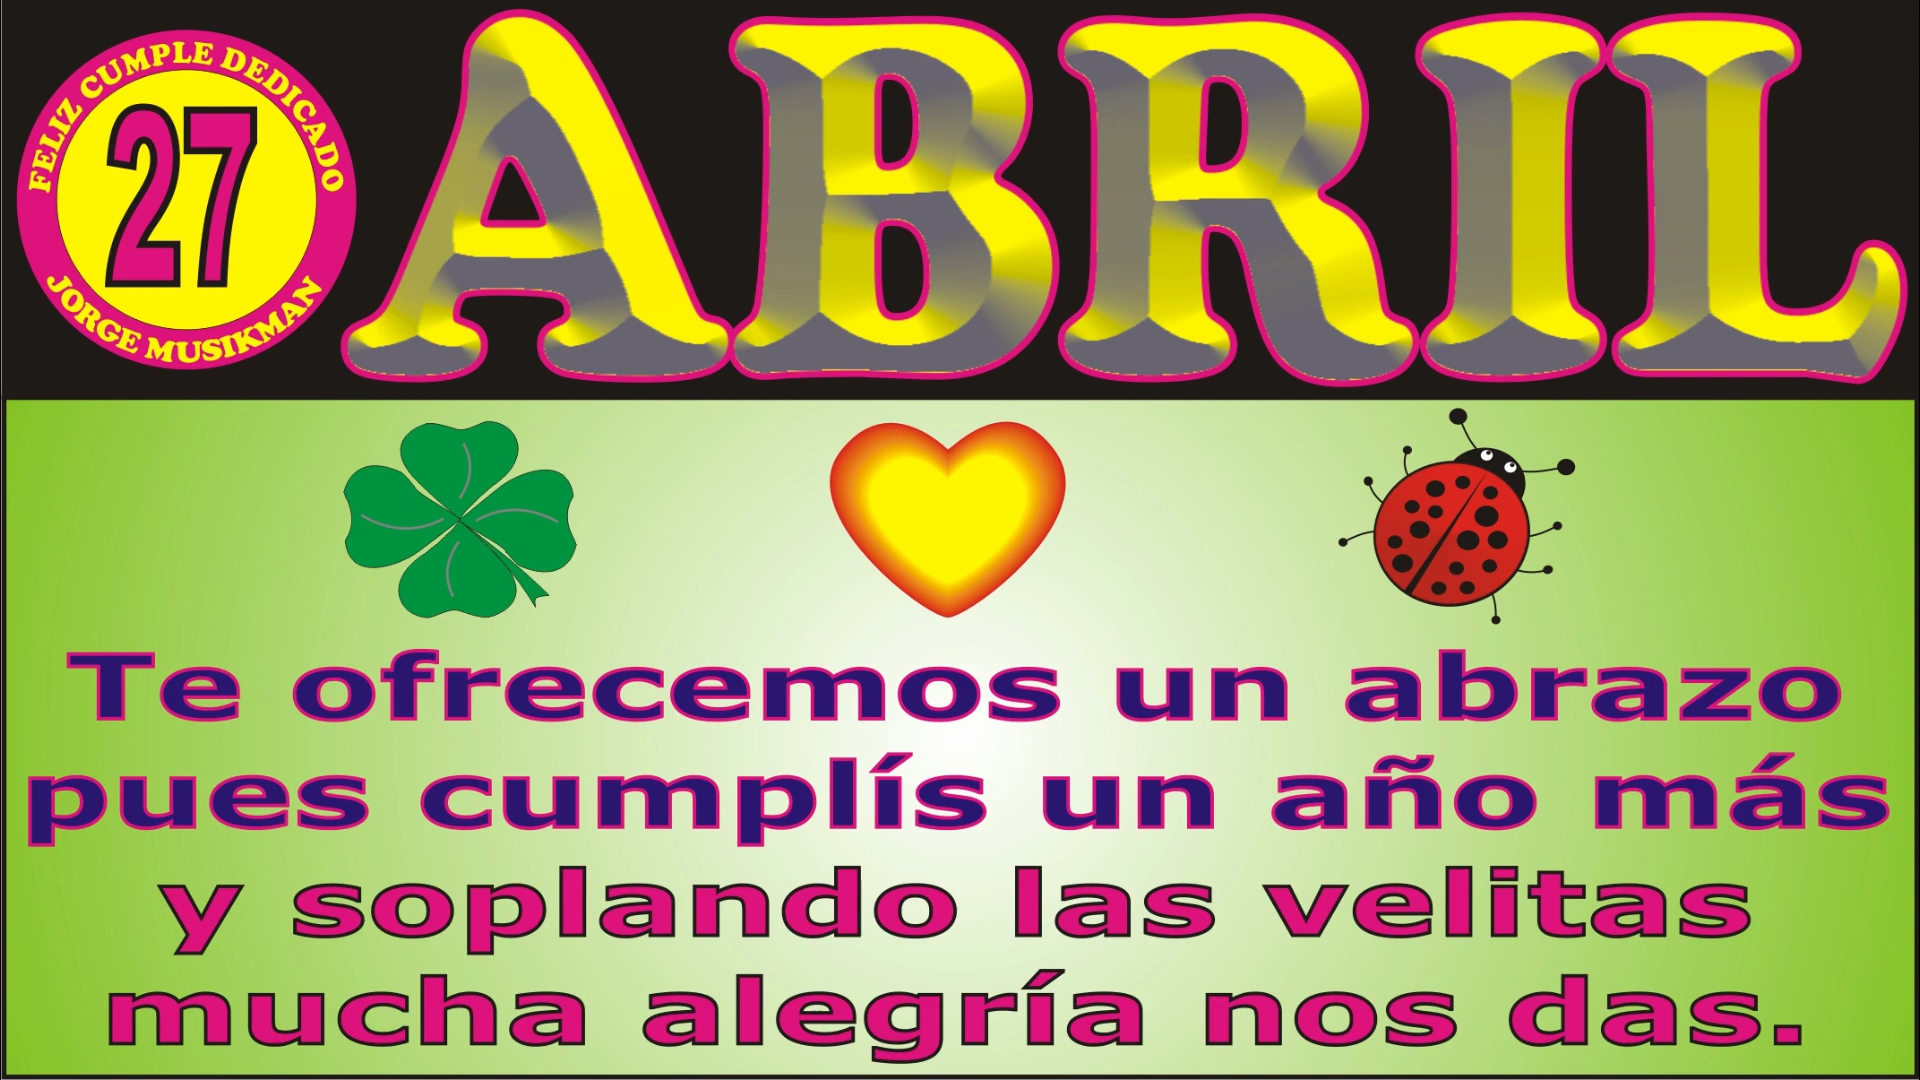 FELIZ CUMPLE DEDICADO
27
JORGE MUSIKMAN
ABRIL
Te ofrecemos un abrazo
pues cumplís un año más
y soplando las velitas
mucha alegría nos das.